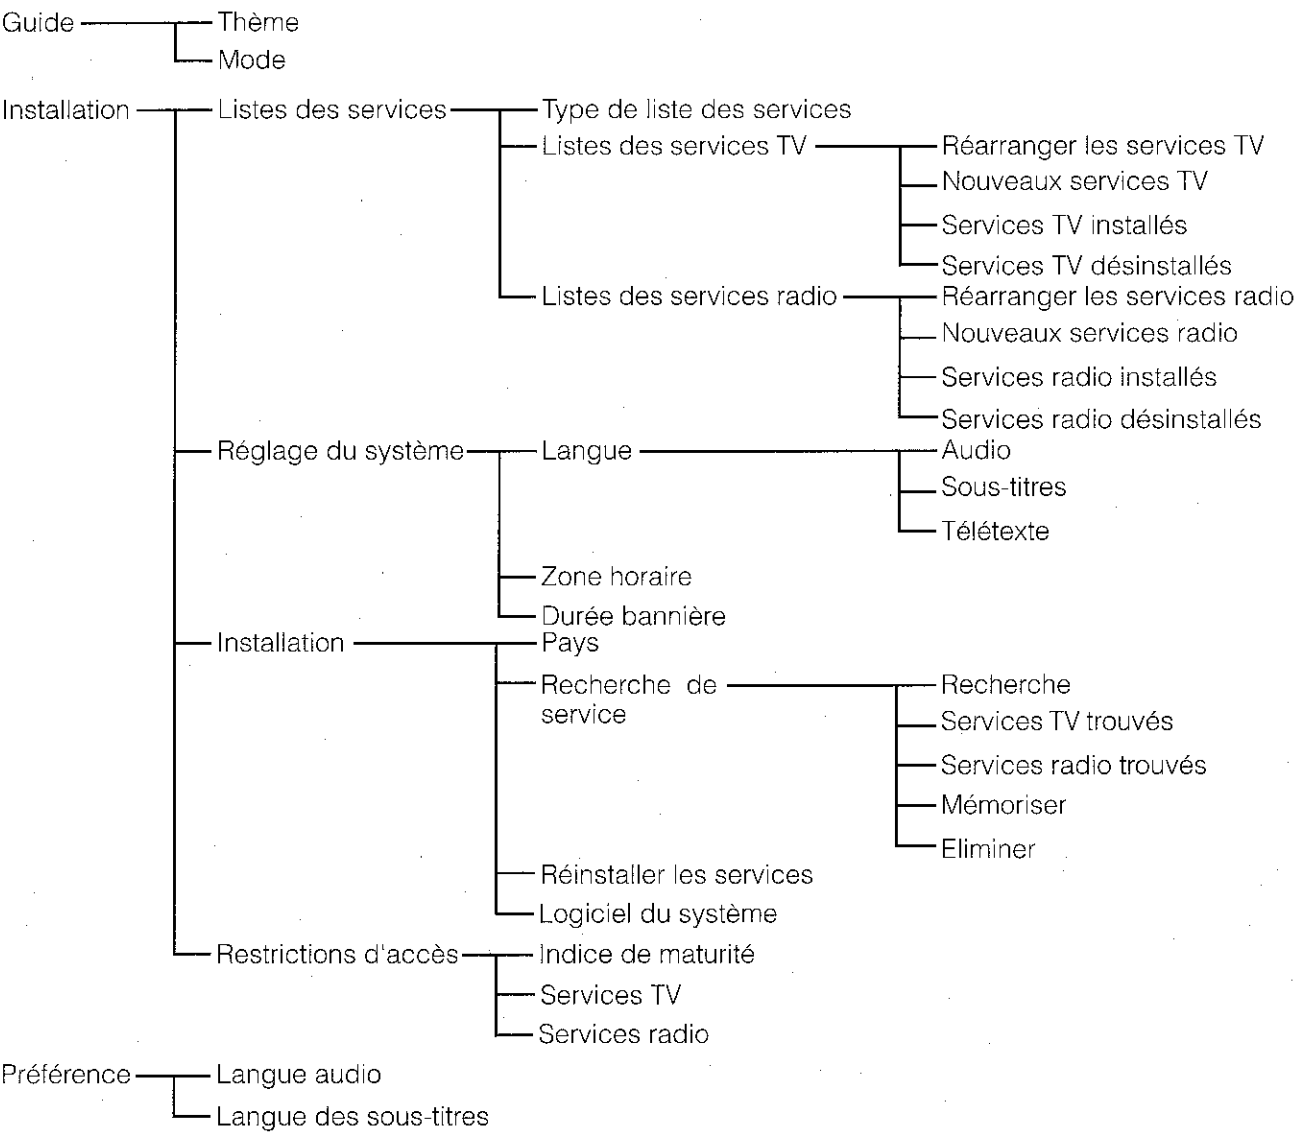 Guide
Thème
Mode
Installation
Listes des services
Type de liste des services
Listes des services TV
Réarranger les services TV
Nouveaux services TV
Services TV installés
Services TV désinstallés
Listes des services radio
Réarranger les services radio
Nouveaux services radio
Services radio installés
Services radio désinstallés
Réglage du système
Langue
Audio
Sous-titres
Télétexte
Zone horaire
Durée bannière
Installation
Pays
Recherche de
service
Recherche
Services TV trouvés
Services radio trouvés
Mémoriser
Eliminer
Réinstaller les services
Logiciel du système
Restrictions d'accès
Indice de maturité
Services TV
Services radio
Préférence
Langue audio
Langue des sous-titres